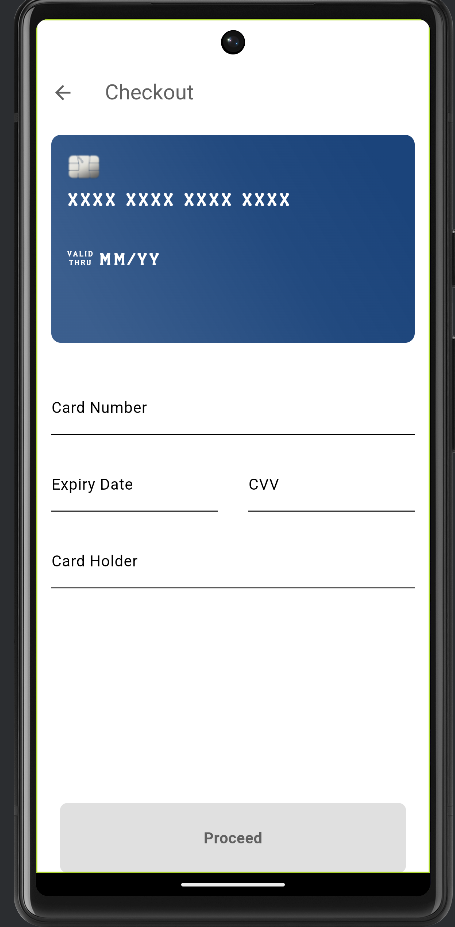 Checkout
XXXX XXXX XXXX XXXX
VALID
THRU MM/YY
Card Number
Expiry Date CVV
Card Holder
Proceed